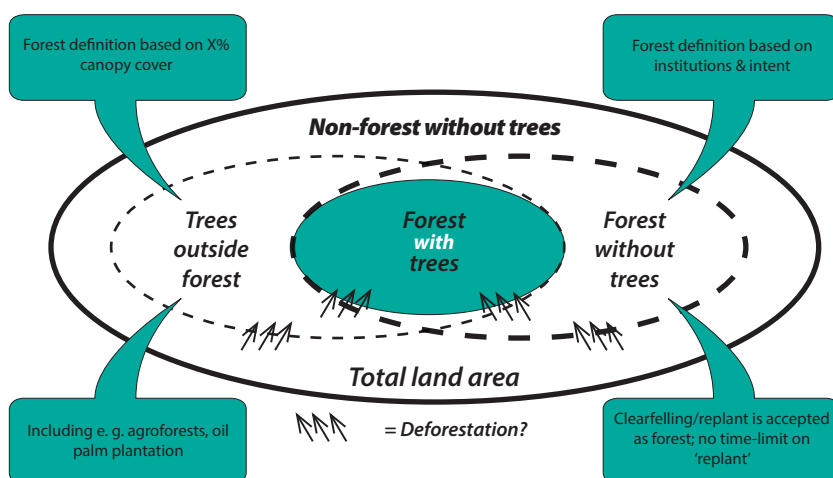 Forest definition based on X%
canopy cover
Forest definition based on
institutions & intent
Non-forest without trees
Trees
outside
forest
Forest
with
trees
Forest
without
trees
Total land area
Including e. g. agroforests, oil
palm plantation
= Deforestation?
Clearfelling/replant is accepted
as forest; no time-limit on
‘replant’